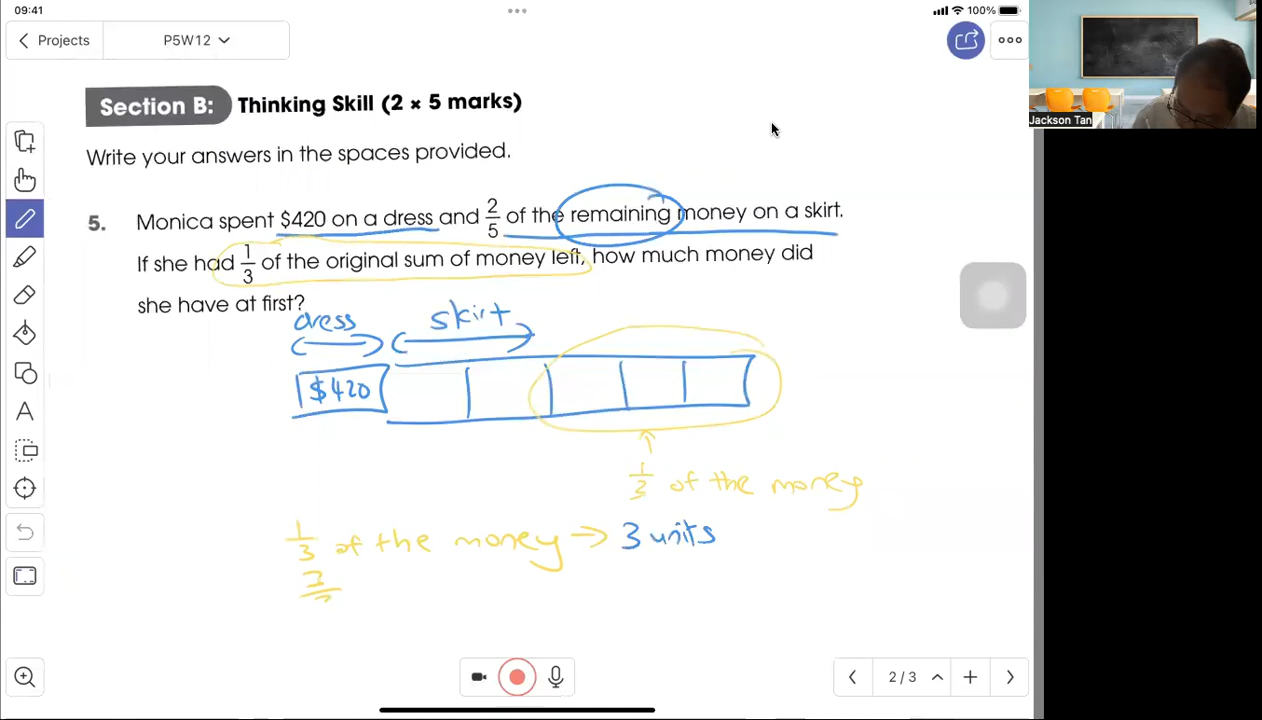 09:41
100%
Projects
P5W12
Jackson Tan
Section B: Thinking Skill (2 × 5 marks)
Write your answers in the spaces provided.
5. Monica spent $420 on a dress and 2/5 of the remaining money on a skirt.
If she had 1/3 of the original sum of money left, how much money did
she have at first?
dress
skirt
$420
1/3 of the money
1/3 of the money → 3 units
A
2 / 3